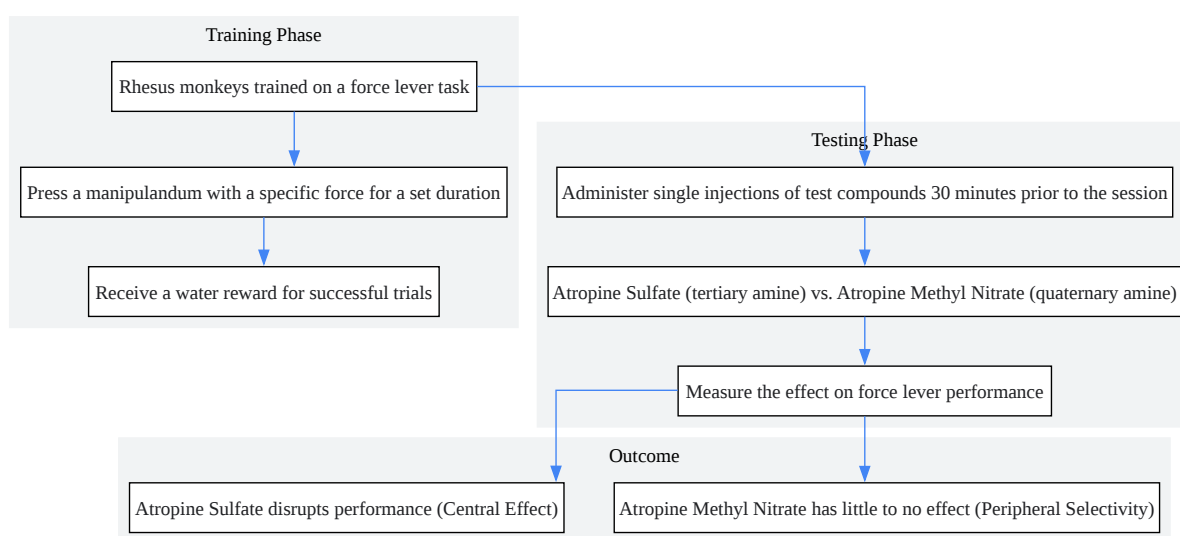 Training Phase
Rhesus monkeys trained on a force lever task
Press a manipulandum with a specific force for a set duration
Receive a water reward for successful trials
Testing Phase
Administer single injections of test compounds 30 minutes prior to the session
Atropine Sulfate (tertiary amine) vs. Atropine Methyl Nitrate (quaternary amine)
Measure the effect on force lever performance
Outcome
Atropine Sulfate disrupts performance (Central Effect)
Atropine Methyl Nitrate has little to no effect (Peripheral Selectivity)